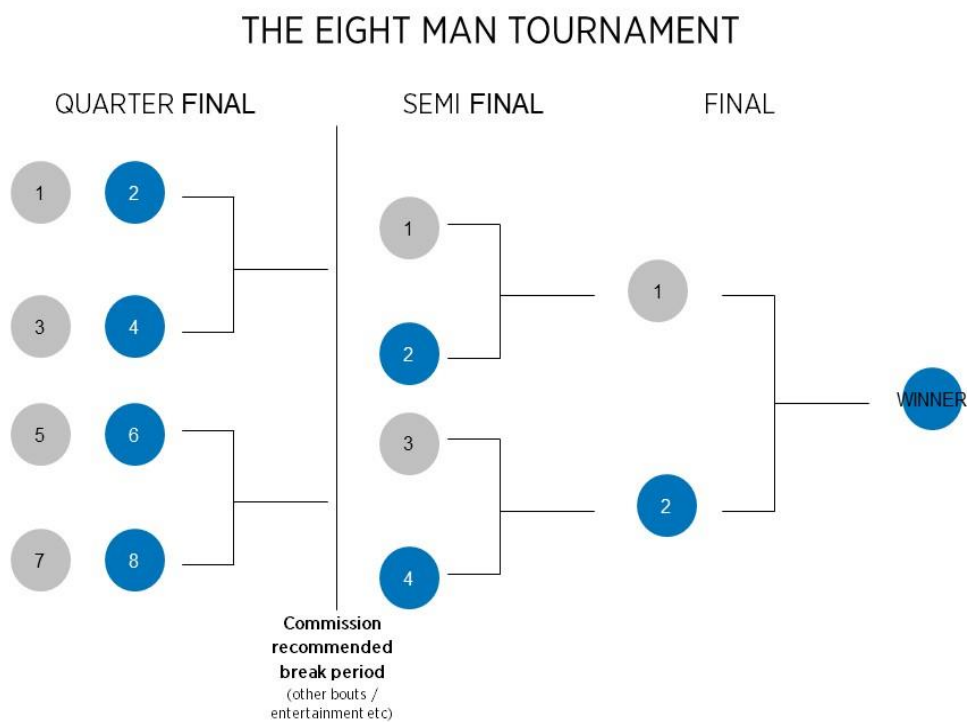 THE EIGHT MAN TOURNAMENT
QUARTER FINAL
SEMI FINAL
FINAL
1 2
3 4
5 6
7 8
1
2
3
4
1
2
WINNER
Commission
recommended
break period
(other bouts /
entertainment etc)